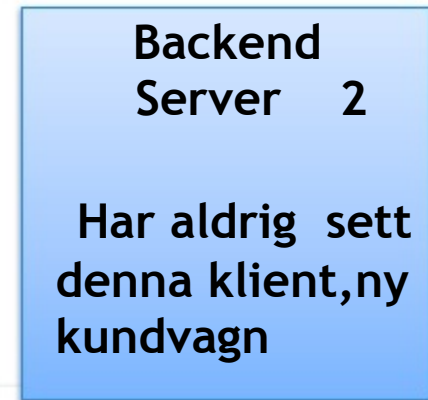 Backend
Server 2
Har aldrig sett
denna klient,ny
kundvagn